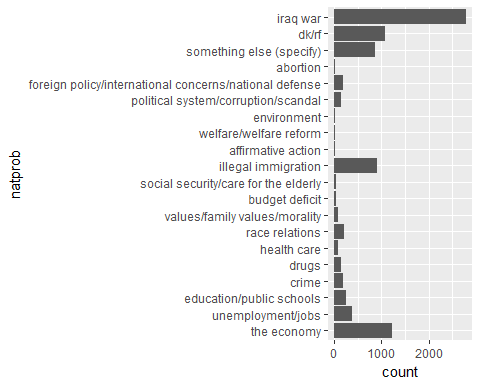 iraq war
dk/rf
something else (specify)
abortion
foreign policy/international concerns/national defense
political system/corruption/scandal
environment
welfare/welfare reform
affirmative action
illegal immigration
social security/care for the elderly
budget deficit
values/family values/morality
race relations
health care
drugs
crime
education/public schools
unemployment/jobs
the economy
natprob
0 1000 2000
count